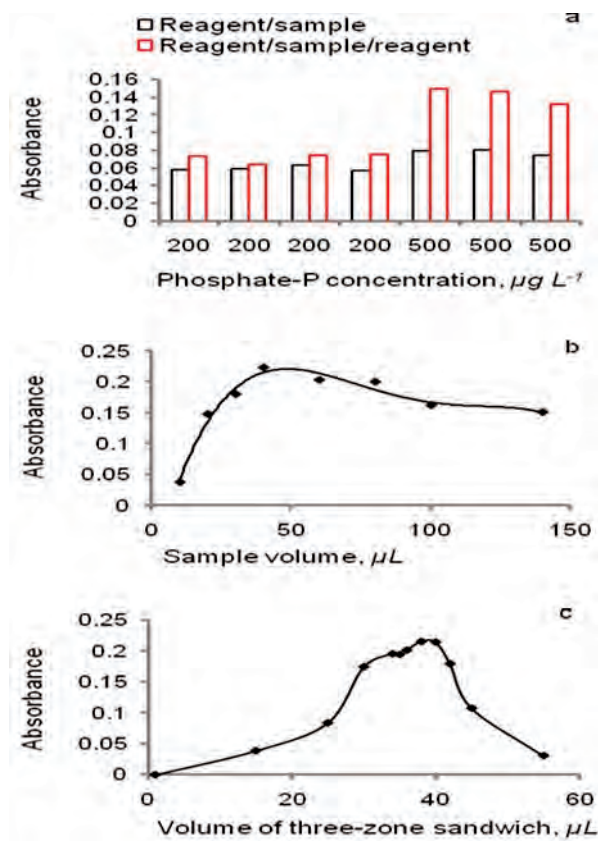 a
Reagent/sample
Reagent/sample/reagent
Absorbance
0.16
0.14
0.12
0.1
0.08
0.06
0.04
0.02
0
200 200 200 200 500 500 500
Phosphate-P concentration, µg L⁻¹
b
Absorbance
0.25
0.2
0.15
0.1
0.05
0
0 50 100 150
Sample volume, µL
c
Absorbance
0.25
0.2
0.15
0.1
0.05
0
0 20 40 60
Volume of three-zone sandwich, µL